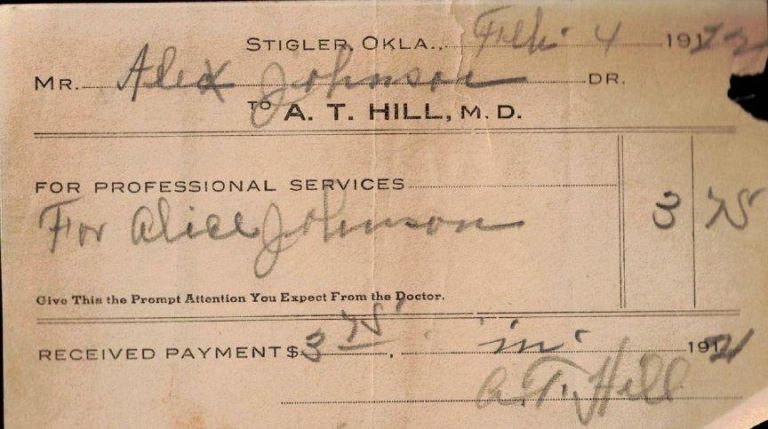 STIGLER, OKLA... Feb. 4 191
MR. Alex Johnson DR.
TO A. T. HILL, M. D.
FOR PROFESSIONAL SERVICES
For Alice Johnson 3 75
Give This the Prompt Attention You Expect From the Doctor.
RECEIVED PAYMENT $3 75 191
A. T. Hill